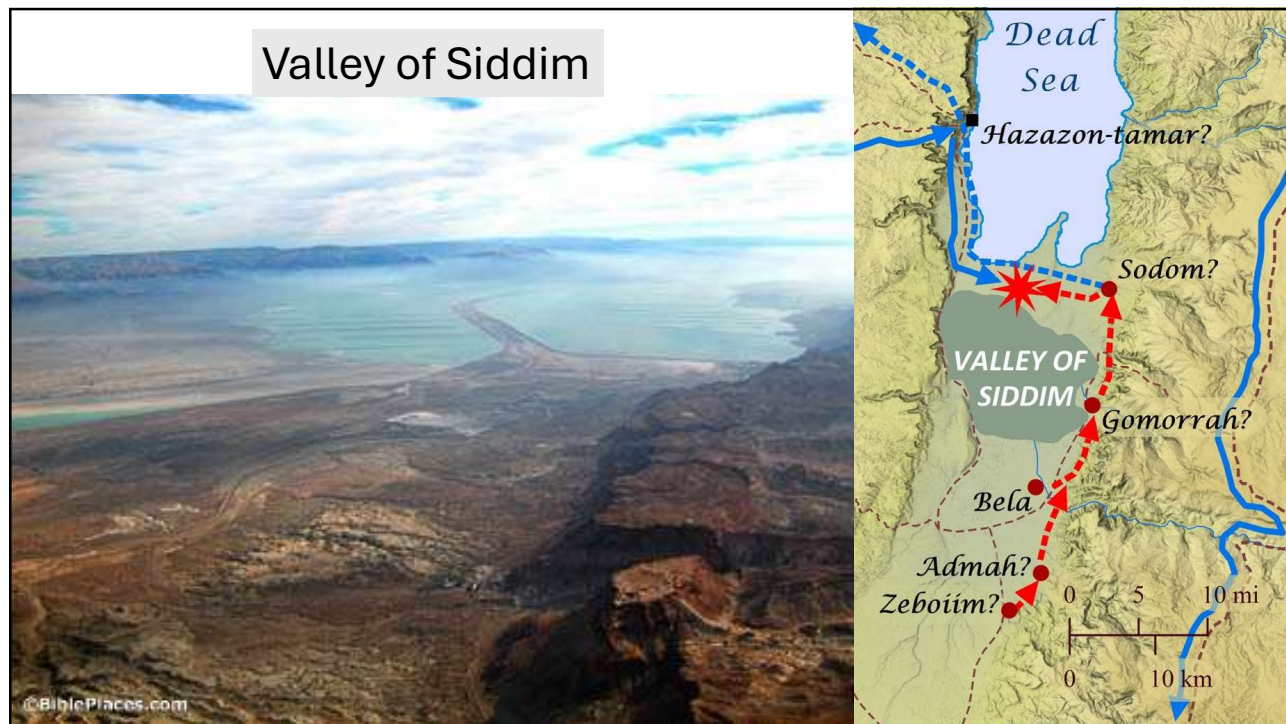 Valley of Siddim
©BiblePlaces.com
Dead
Sea
Hazazon-tamar?
Sodom?
VALLEY OF
SIDDIM
Gomorrah?
Bela
Admah?
Zeboiim?
0 5 10 mi
0 10 km